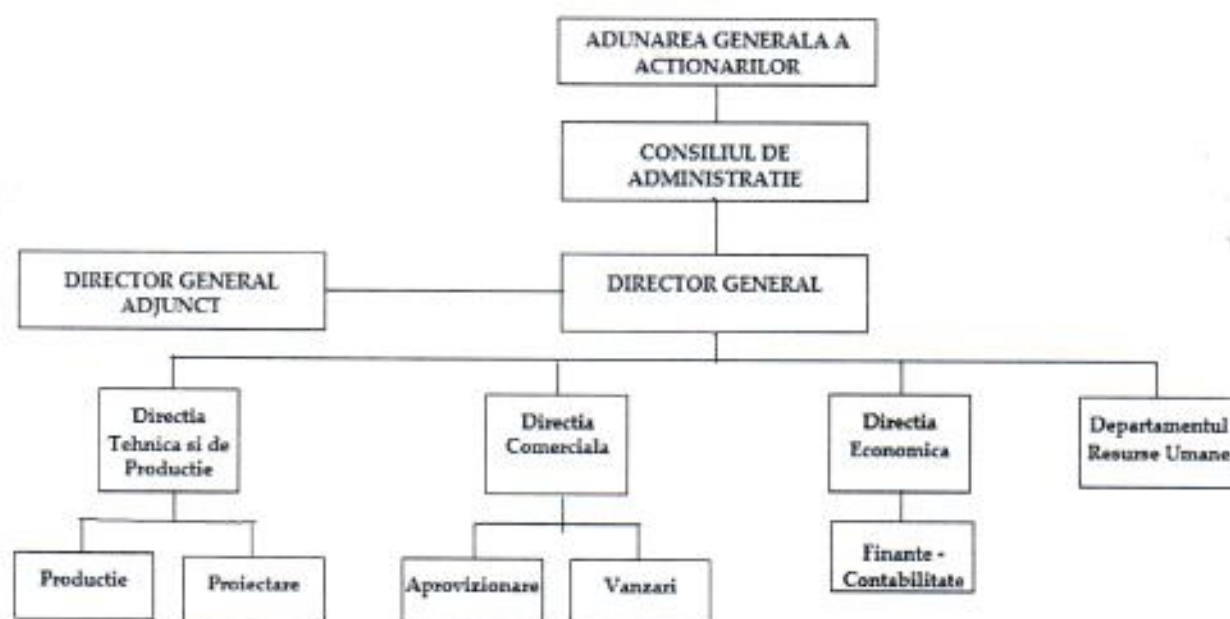 ADUNAREA GENERALA A
ACTIONARILOR
CONSILIUL DE
ADMINISTRATIE
DIRECTOR GENERAL
ADJUNCT
DIRECTOR GENERAL
Directia
Tehnica si de
Productie
Directia
Comerciala
Directia
Economica
Departamentul
Resurse Umane
Productie
Proiectare
Aprovizionare
Vanzari
Finante -
Contabilitate